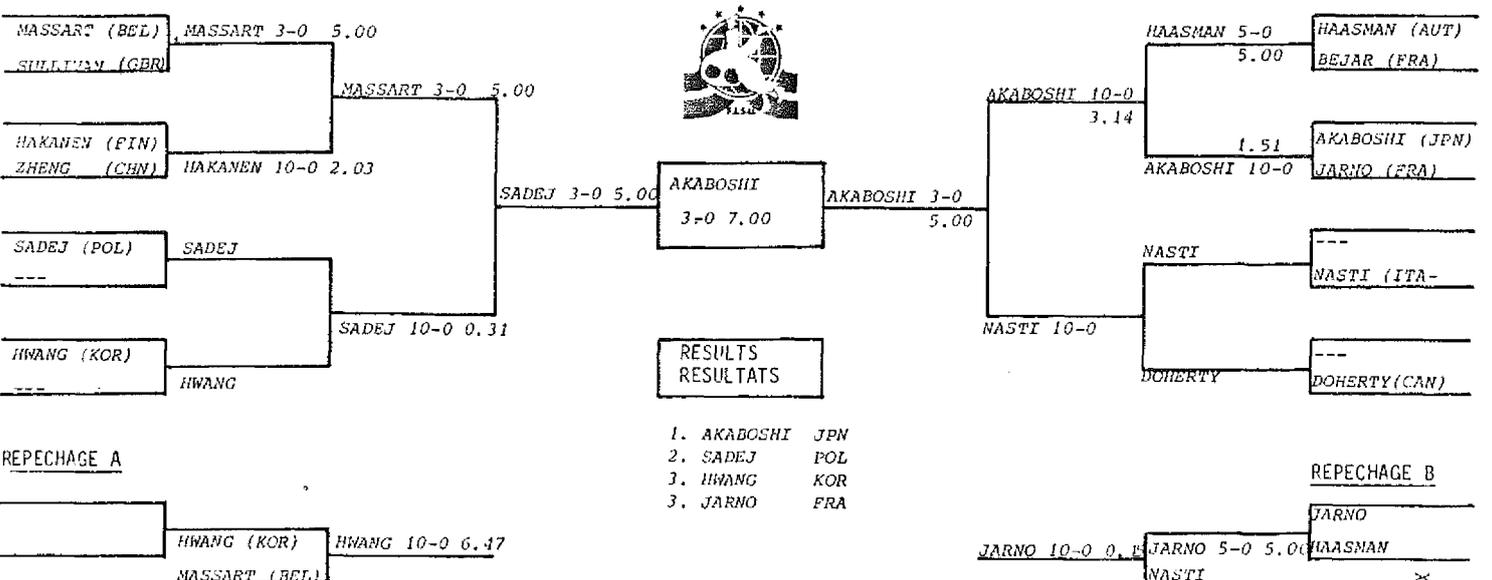 MASSART (BEL)
SULLIVAM (GBR)
MASSART 3-0 5.00
HAKANEN (FIN)
ZHENG (CHN)
HAKANEN 10-0 2.03
MASSART 3-0 5.00
SADEJ (POL)
---
SADEJ
HWANG (KOR)
---
HWANG
SADEJ 10-0 0.31
SADEJ 3-0 5.00
AKABOSHI
3-0 7.00
AKABOSHI 3-0
5.00
HAASMAN 5-0
5.00
HAASMAN (AUT)
BEJAR (FRA)
AKABOSHI 10-0
3.14
1.51
AKABOSHI 10-0
AKABOSHI (JPN)
JARNO (FRA)
NASTI
---
NASTI (ITA-
NASTI 10-0
DOHERTY
---
DOHERTY(CAN)
RESULTS
RESULTATS
1. AKABOSHI JPN
2. SADEJ POL
3. HWANG KOR
3. JARNO FRA
REPECHAGE A
HWANG (KOR)
MASSART (BEL)
HWANG 10-0 6.47
REPECHAGE B
JARNO
HAASMAN
JARNO 5-0 5.00
NASTI
JARNO 10-0